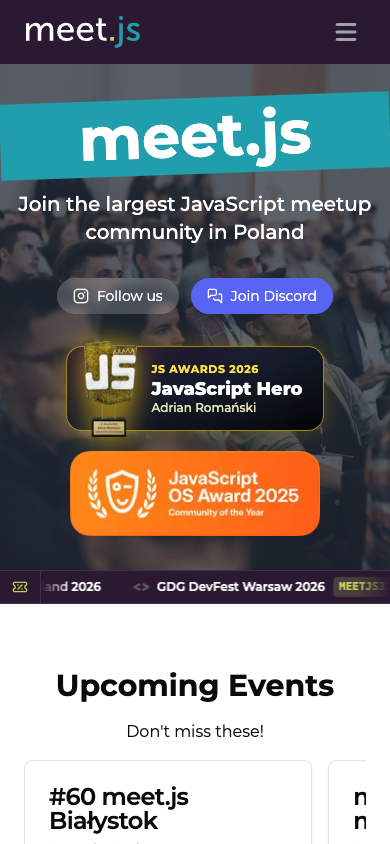 meet.js
meet.js
Join the largest JavaScript meetup
community in Poland
Follow us
Join Discord
JS
JS AWARDS 2026
JavaScript Hero
Adrian Romański
JavaScript
OS Award 2025
Community of the Year
and 2026
<> GDG DevFest Warsaw 2026
MEETJS
Upcoming Events
Don't miss these!
#60 meet.js
Białystok